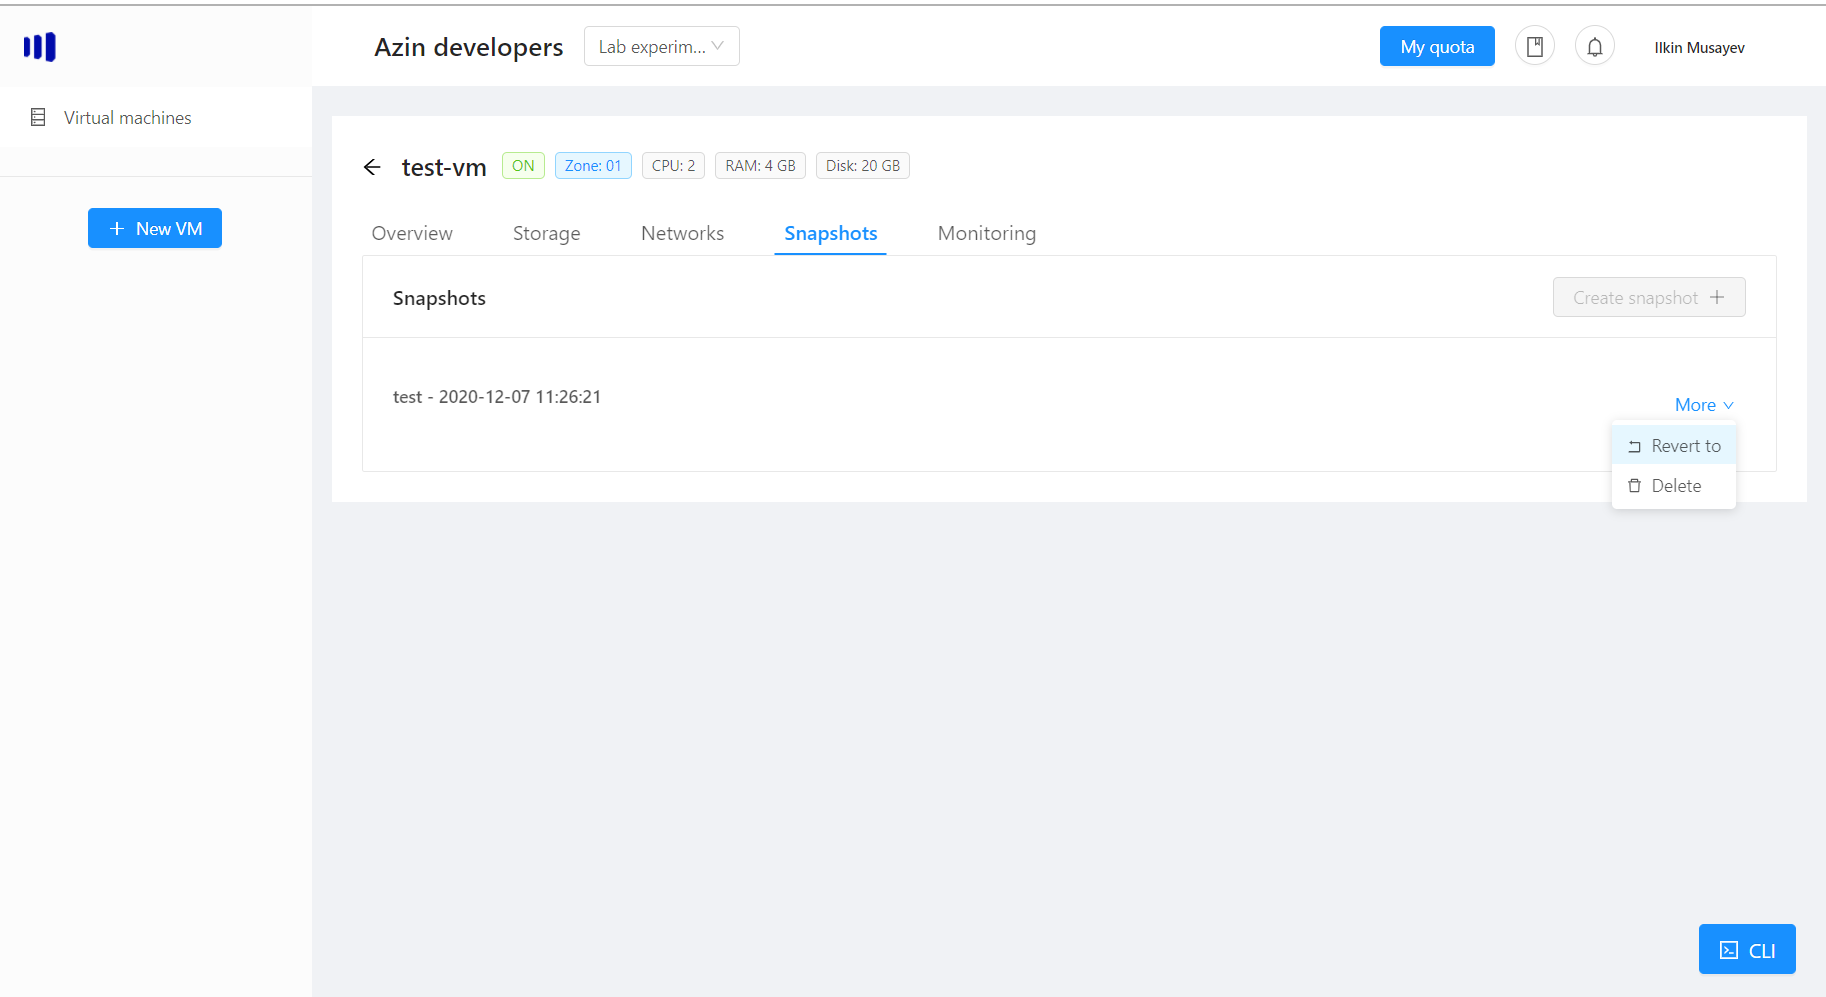 Azin developers
Lab experim...
My quota
Ilkin Musayev
Virtual machines
New VM
test-vm
ON
Zone: 01
CPU: 2
RAM: 4 GB
Disk: 20 GB
Overview
Storage
Networks
Snapshots
Monitoring
Snapshots
Create snapshot
test - 2020-12-07 11:26:21
More
Revert to
Delete
CLI